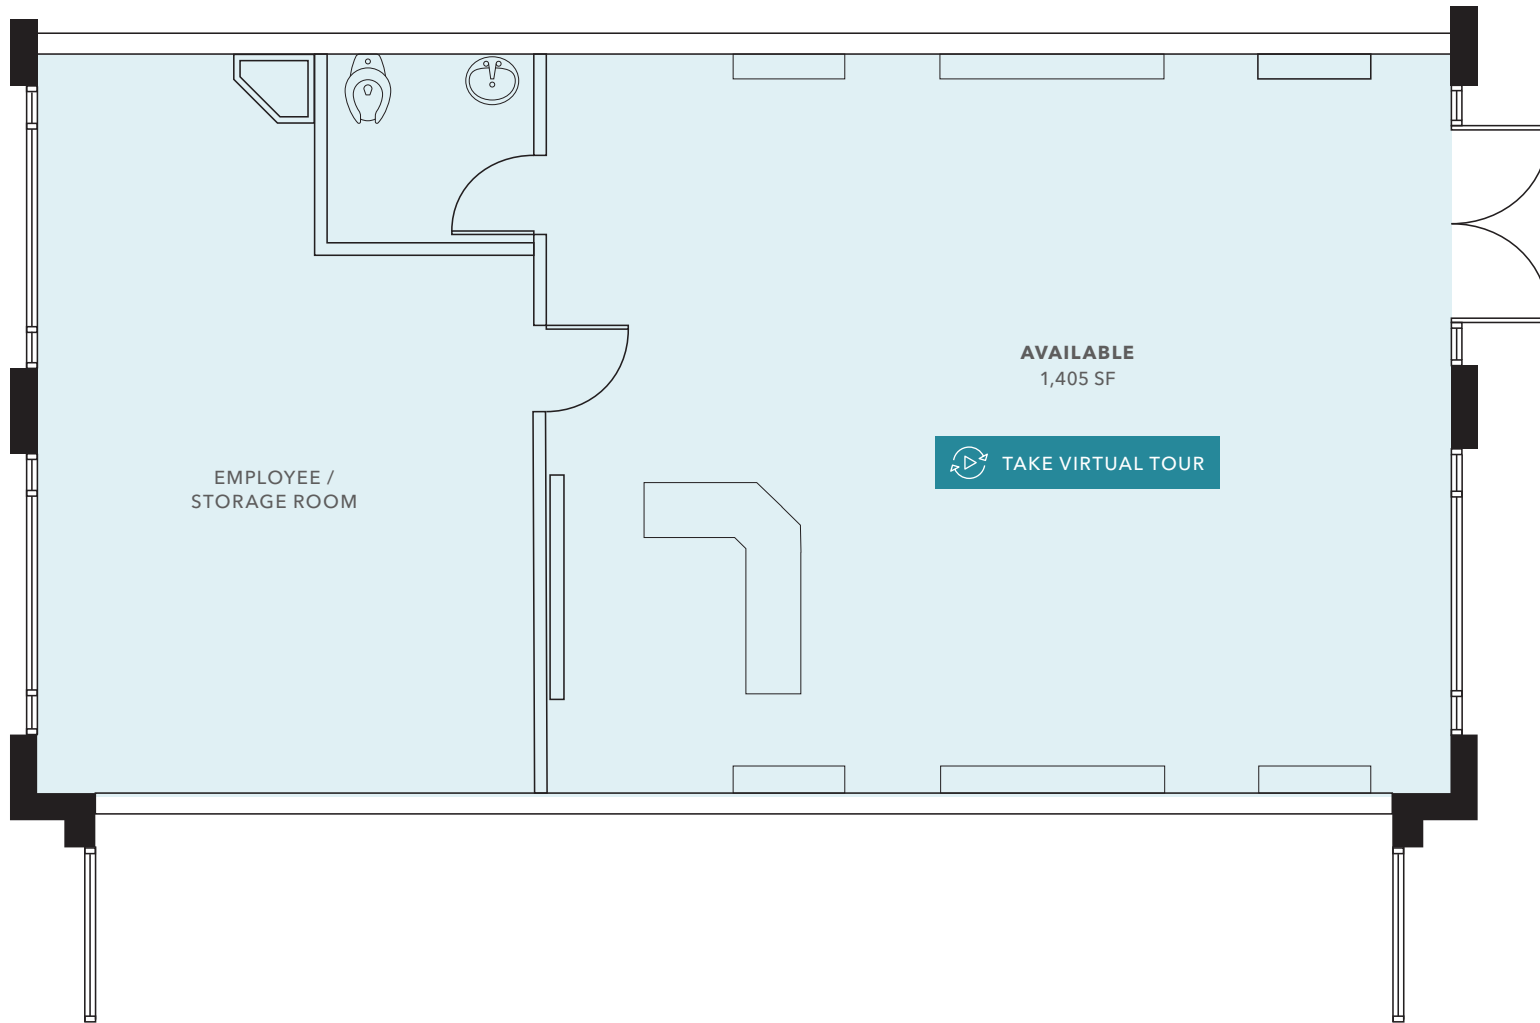 AVAILABLE
1,405 SF
TAKE VIRTUAL TOUR
EMPLOYEE /
STORAGE ROOM